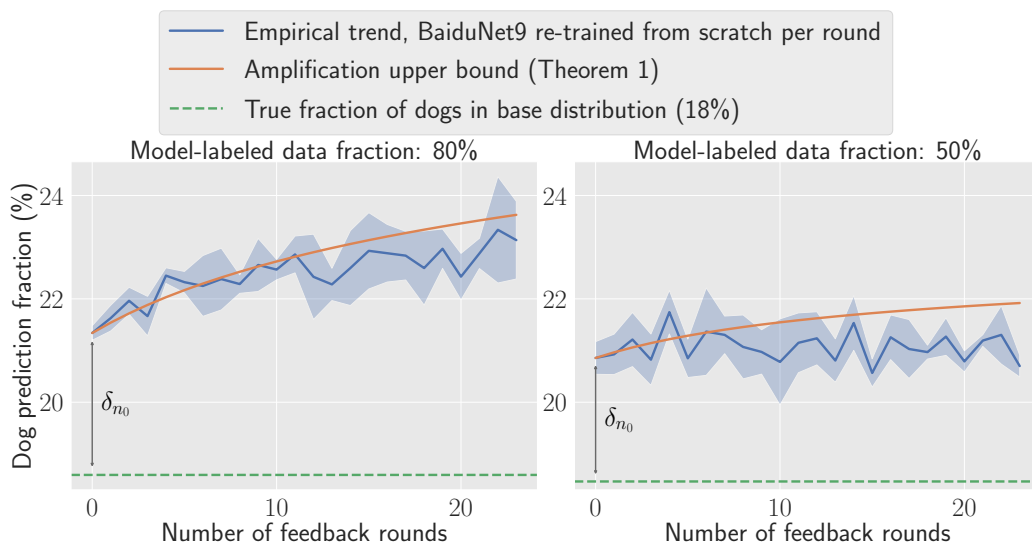 Empirical trend, BaiduNet9 re-trained from scratch per round
Amplification upper bound (Theorem 1)
True fraction of dogs in base distribution (18%)
Model-labeled data fraction: 80%
Model-labeled data fraction: 50%
Dog prediction fraction (%)
24
22
20
δn₀
0
10
20
Number of feedback rounds
24
22
20
δn₀
0
10
20
Number of feedback rounds